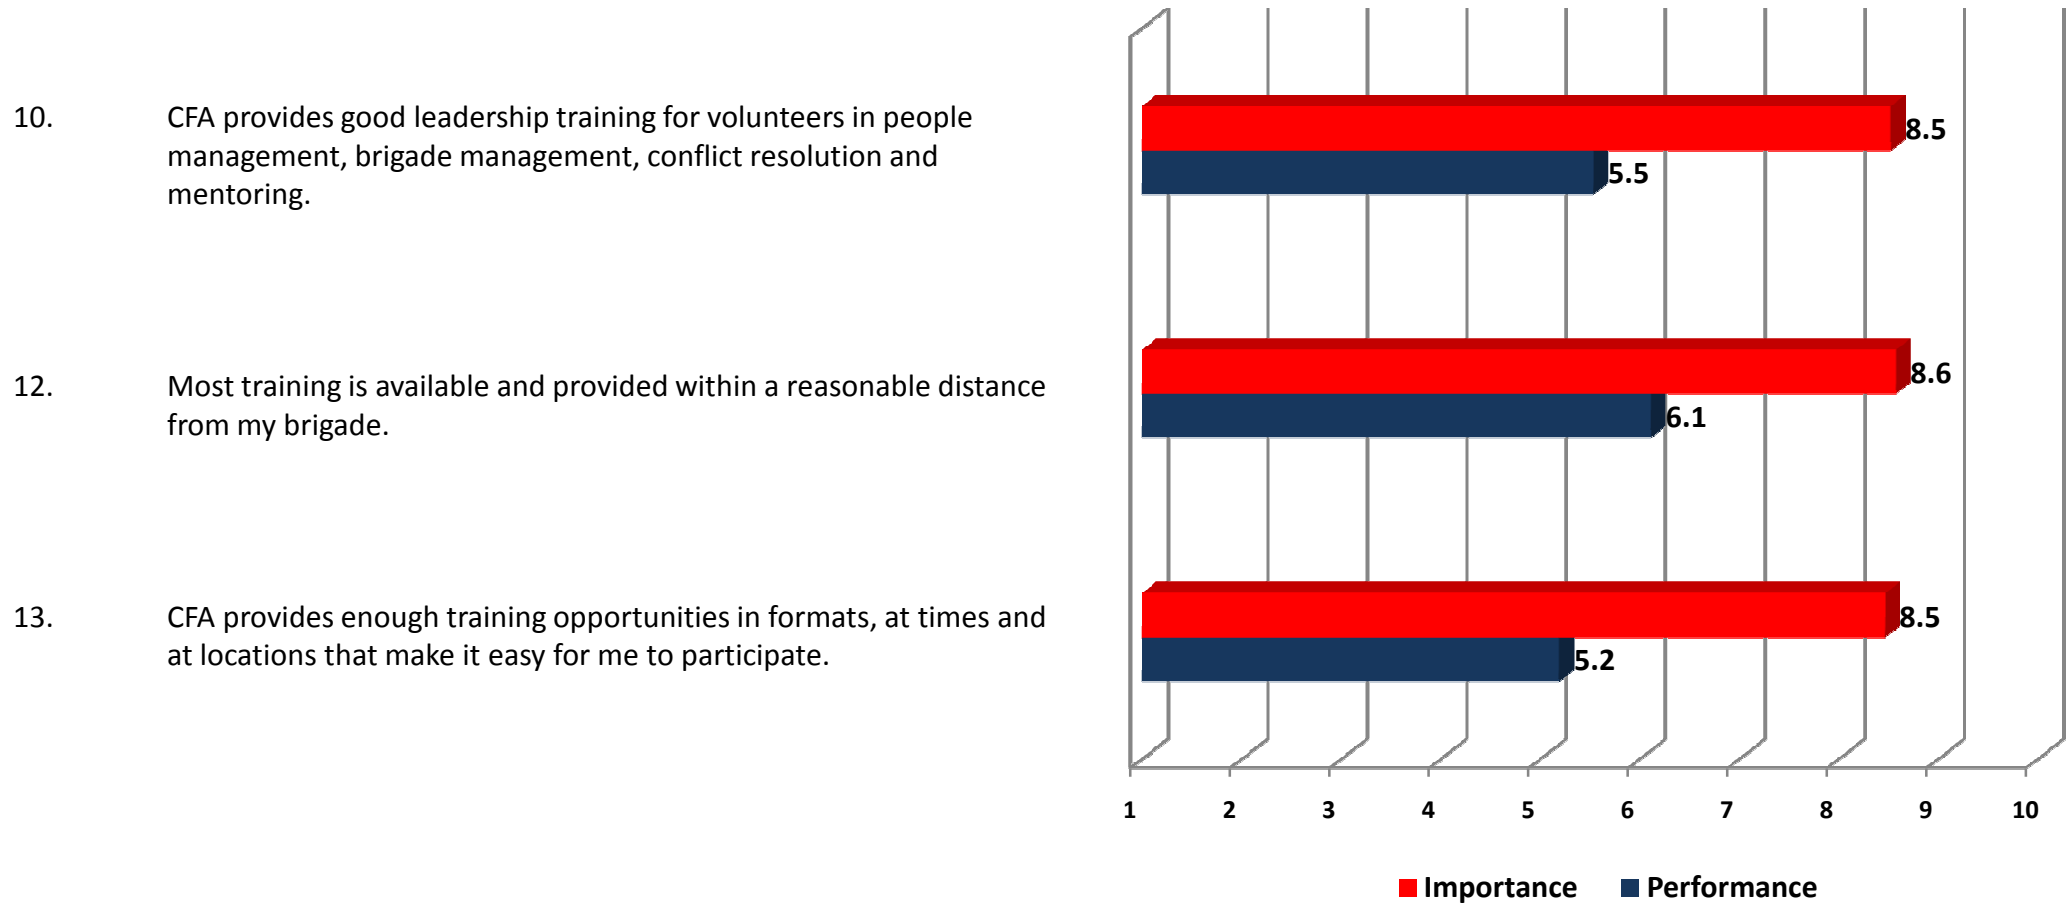 10. CFA provides good leadership training for volunteers in people
management, brigade management, conflict resolution and
mentoring.
8.5
5.5
12. Most training is available and provided within a reasonable distance
from my brigade.
8.6
6.1
13. CFA provides enough training opportunities in formats, at times and
at locations that make it easy for me to participate.
8.5
5.2
1 2 3 4 5 6 7 8 9 10
Importance Performance